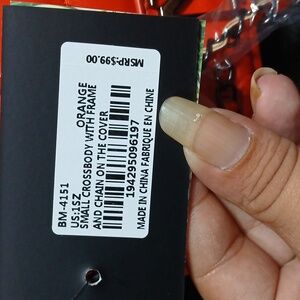 BM-4151
US:1SZ
ORANGE
SMALL CROSSBODY WITH FRAME
AND CHAIN ON THE COVER
194295096197
MADE IN CHINA FABRIQUE EN CHINE
MSRP-$99.00